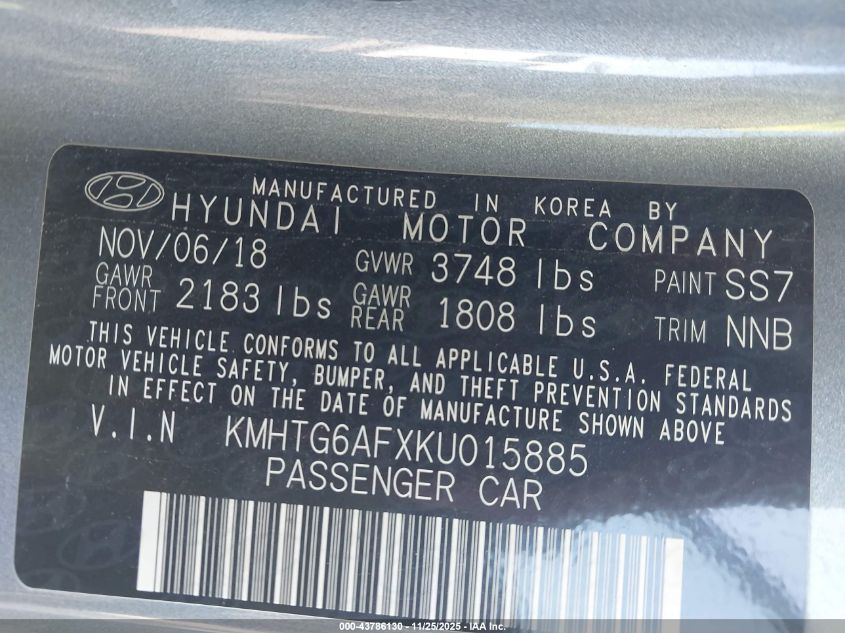 MANUFACTURED IN KOREA BY
HYUNDAI MOTOR COMPANY
NOV/06/18 GVWR 3748 lbs PAINT SS7
GAWR FRONT 2183 lbs GAWR REAR 1808 lbs TRIM NNB
THIS VEHICLE CONFORMS TO ALL APPLICABLE U.S.A. FEDERAL
MOTOR VEHICLE SAFETY, BUMPER, AND THEFT PREVENTION STANDARDS
IN EFFECT ON THE DATE OF MANUFACTURE SHOWN ABOVE
V.I.N KMHTG6AFXKU015885
PASSENGER CAR
000-43786130 - 11/25/2025 - IAA Inc.